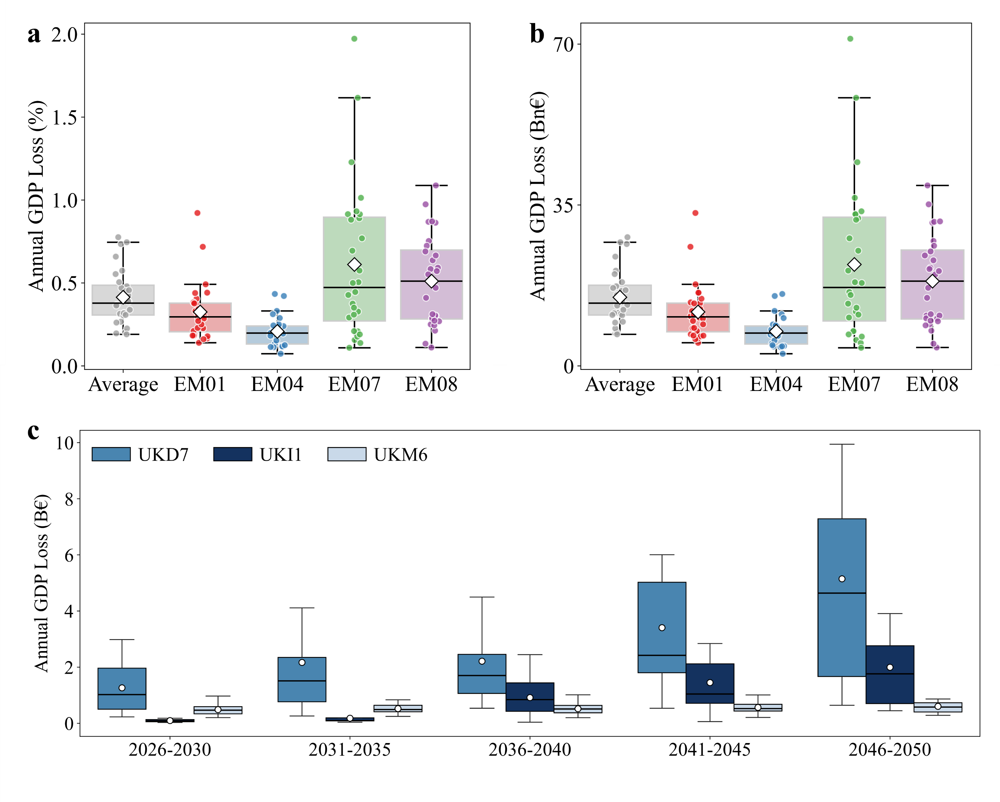 a
Annual GDP Loss (%)
2.0
1.5
1.0
0.5
0.0
Average EM01 EM04 EM07 EM08
b
Annual GDP Loss (Bn€)
70
35
0
Average EM01 EM04 EM07 EM08
c
Annual GDP Loss (B€)
10
8
6
4
2
0
UKD7 UKI1 UKM6
2026-2030 2031-2035 2036-2040 2041-2045 2046-2050